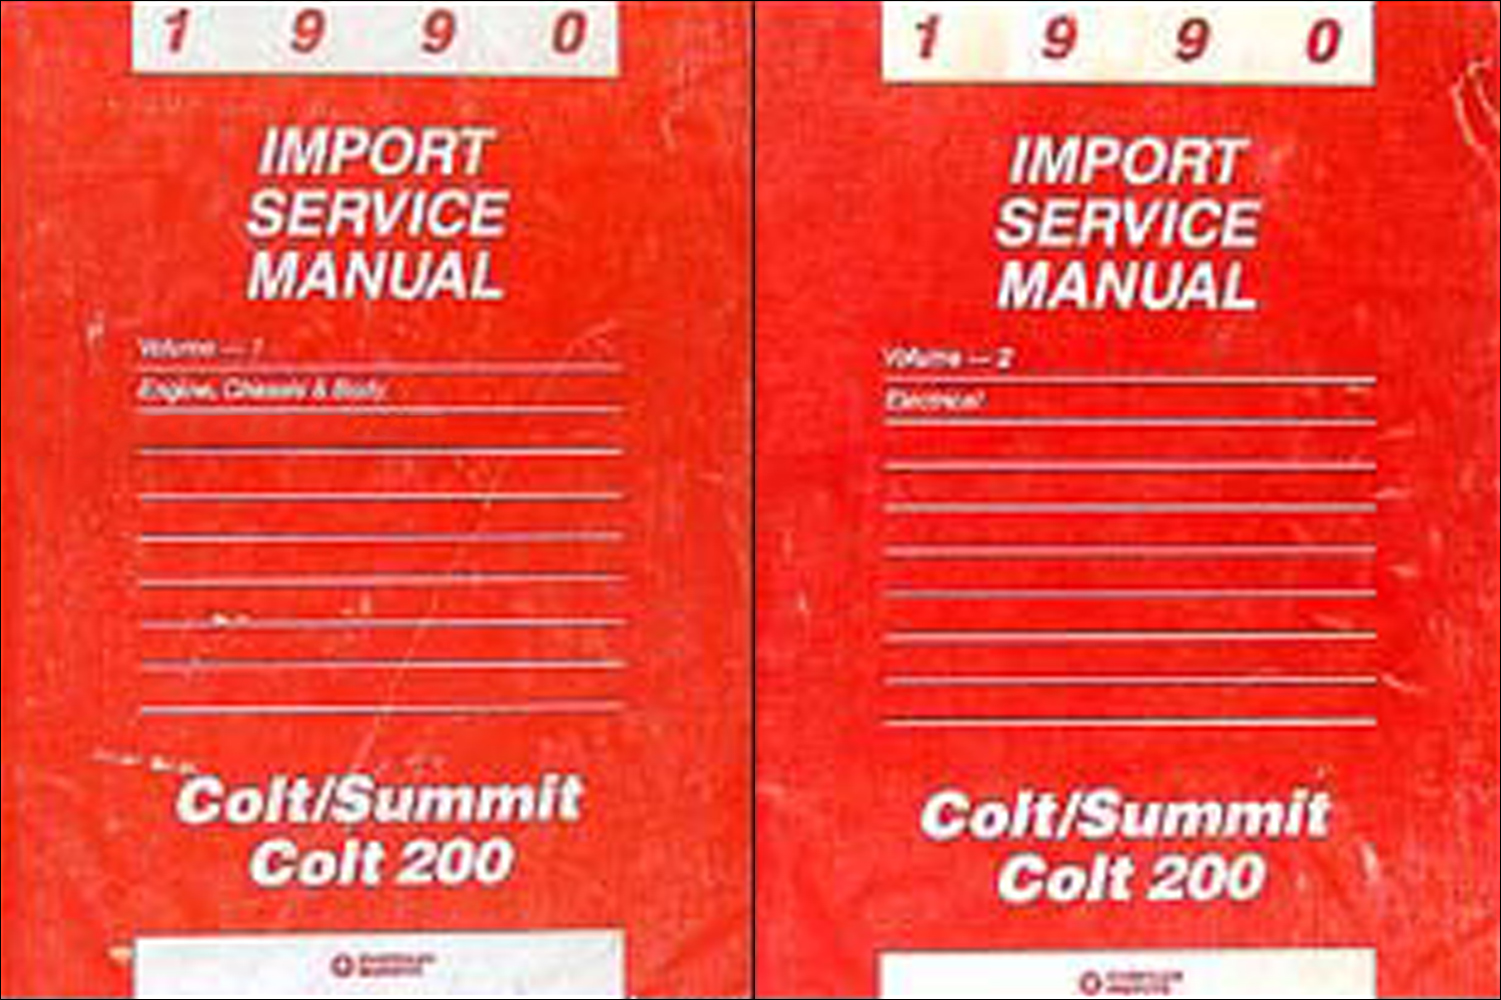 1 9 9 0
IMPORT
SERVICE
MANUAL
Volume — 1
Engine, Chassis & Body
Colt/Summit
Colt 200
1 9 9 0
IMPORT
SERVICE
MANUAL
Volume — 2
Electrical
Colt/Summit
Colt 200